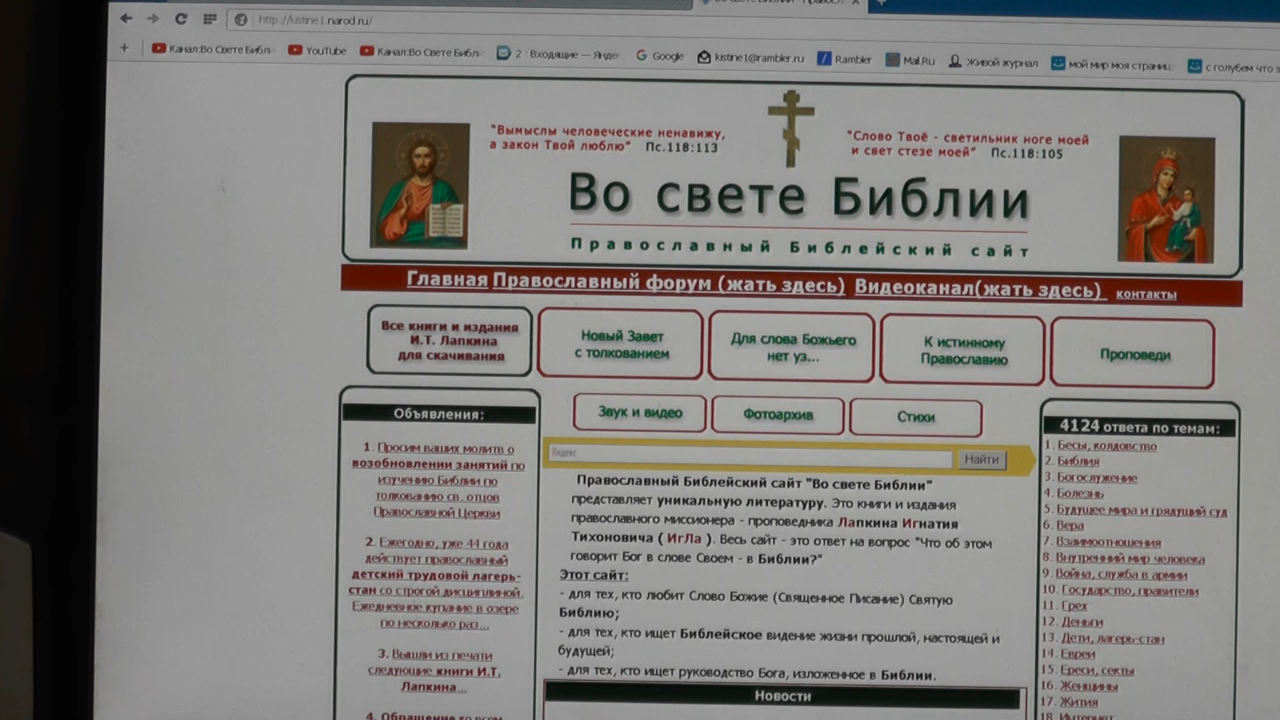 http://kistine1.narod.ru/
Канал:Во Свете Библи
YouTube
Канал:Во Свете Библ
2 · Входящие — Янде
Google
kistine1@rambler.ru
Rambler
Mail.Ru
Живой журнал
мой мир моя страниц
с голубем что э
"Вымыслы человеческие ненавижу,
а закон Твой люблю" Пс.118:113
"Слово Твоё - светильник ноге моей
и свет стезе моей" Пс.118:105
Во свете Библии
Православный Библейский сайт
Главная Православный форум (жать здесь) Видеоканал(жать здесь) контакты
Все книги и издания
И.Т. Лапкина
для скачивания
Новый Завет
с толкованием
Для слова Божьего
нет уз...
К истинному
Православию
Проповеди
Звук и видео
Фотоархив
Стихи
Объявления:
1. Просим ваших молитв о
возобновлении занятий по
изучению Библии по
толкованию св. отцов
Православной Церкви
2. Ежегодно, уже 44 года
действует православный
детский трудовой лагерь-
стан со строгой дисциплиной.
Ежедневное купание в озере
по несколько раз...
3. Вышли из печати
следующие книги И.Т.
Лапкина...
4. Обращение ко всем
Яндекс
Найти
Православный Библейский сайт "Во свете Библии"
представляет уникальную литературу. Это книги и издания
православного миссионера - проповедника Лапкина Игнатия
Тихоновича ( ИгЛа ). Весь сайт - это ответ на вопрос "Что об этом
говорит Бог в слове Своем - в Библии?"
Этот сайт:
- для тех, кто любит Слово Божие (Священное Писание) Святую
Библию;
- для тех, кто ищет Библейское видение жизни прошлой, настоящей и
будущей;
- для тех, кто ищет руководство Бога, изложенное в Библии.
Новости
4124 ответа по темам:
1. Бесы, колдовство
2. Библия
3. Богослужение
4. Болезнь
5. Будущее мира и грядущий суд
6. Вера
7. Взаимоотношения
8. Внутренний мир человека
9. Война, служба в армии
10. Государство, правители
11. Грех
12. Деньги
13. Дети, лагерь-стан
14. Евреи
15. Ереси, секты
16. Женщины
17. Жития
18. Интернет